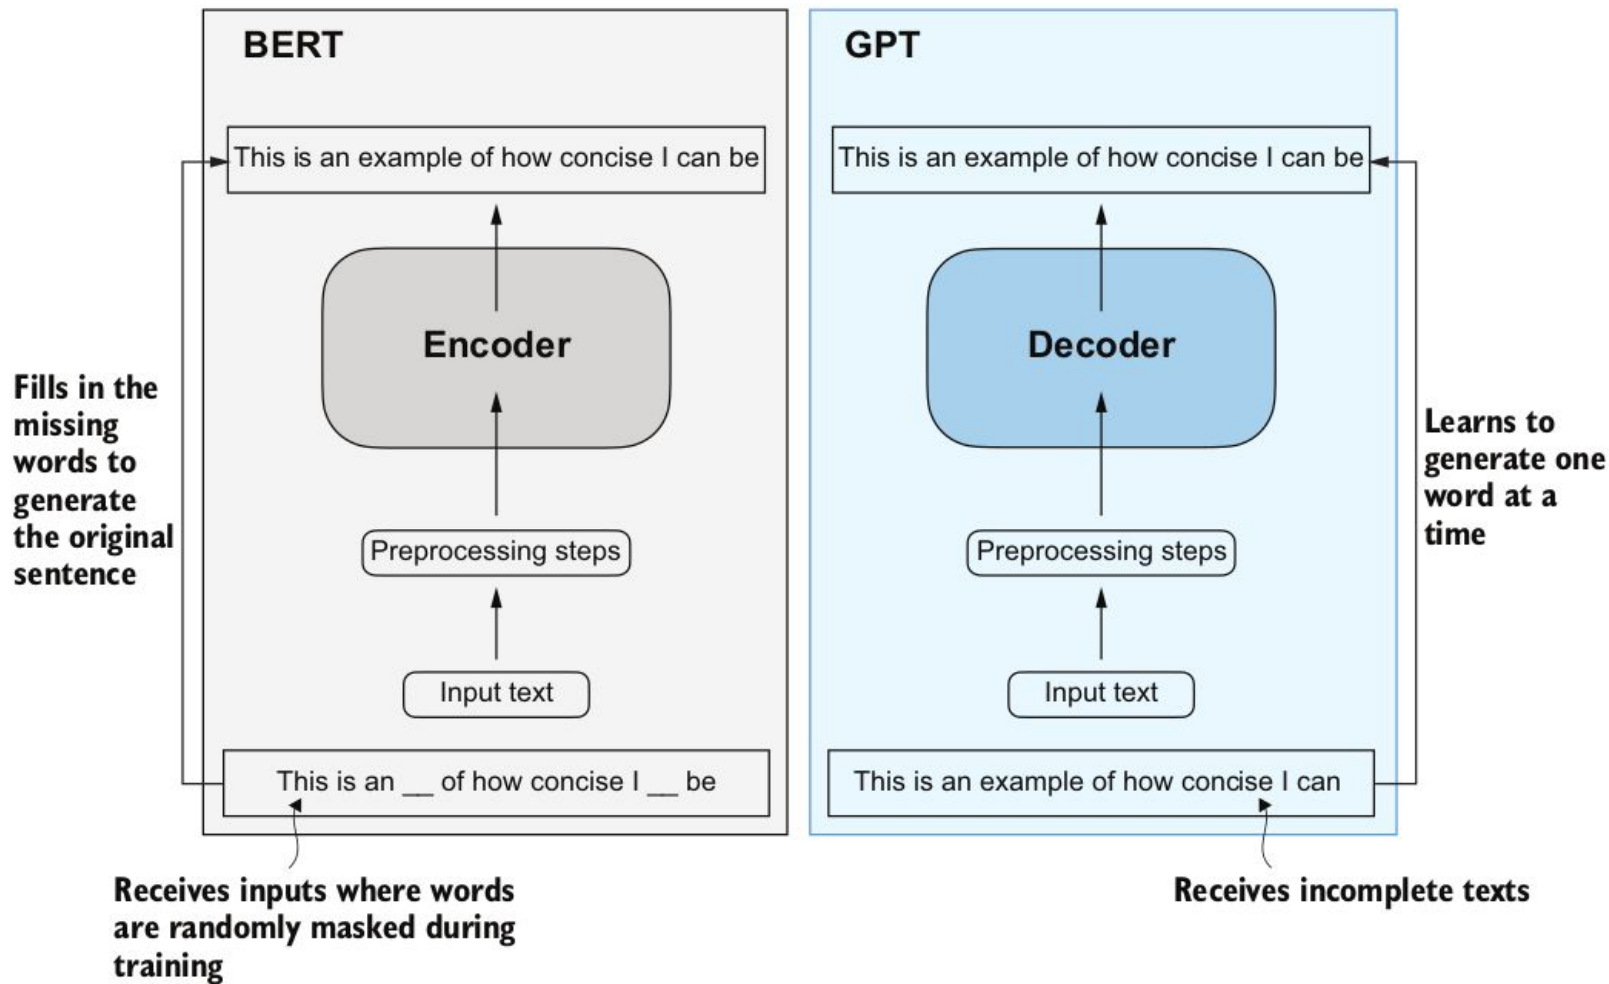 BERT
This is an example of how concise I can be
Encoder
Preprocessing steps
Input text
This is an __ of how concise I __ be
Fills in the
missing
words to
generate
the original
sentence
Receives inputs where words
are randomly masked during
training
GPT
This is an example of how concise I can be
Decoder
Preprocessing steps
Input text
This is an example of how concise I can
Learns to
generate one
word at a
time
Receives incomplete texts